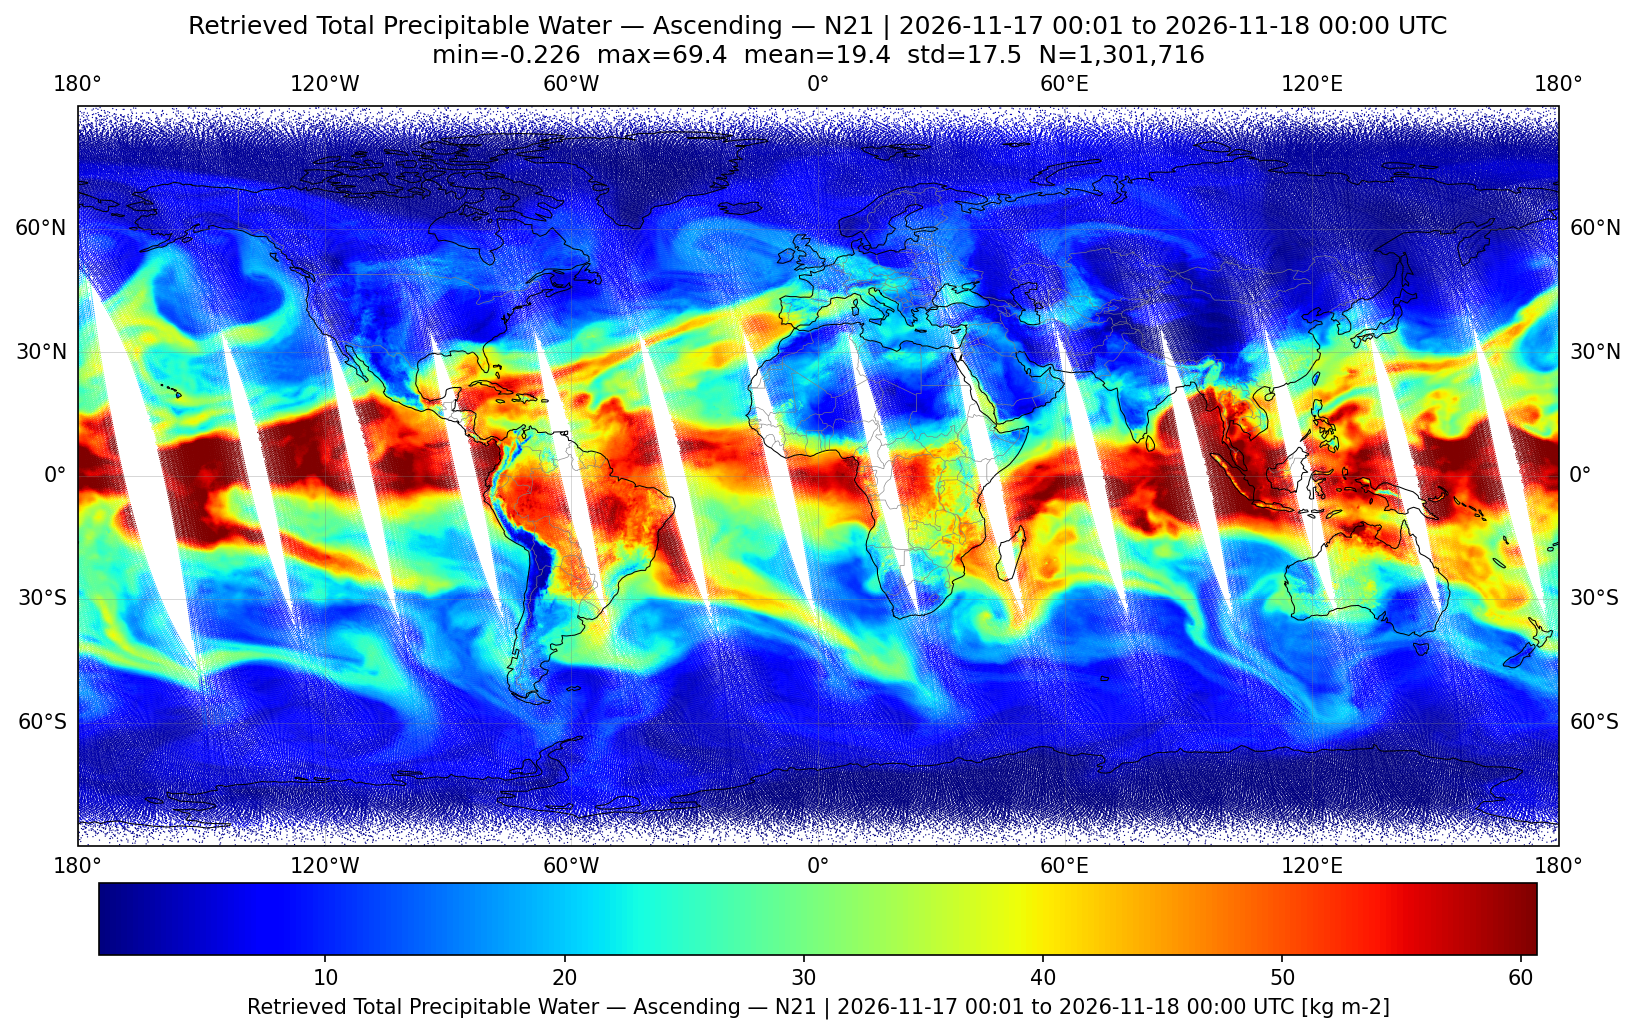 Retrieved Total Precipitable Water — Ascending — N21 | 2026-11-17 00:01 to 2026-11-18 00:00 UTC
min=-0.226  max=69.4  mean=19.4  std=17.5  N=1,301,716
180° 120°W 60°W 0° 60°E 120°E 180°
60°N 60°N
30°N 30°N
0° 0°
30°S 30°S
60°S 60°S
180° 120°W 60°W 0° 60°E 120°E 180°
10 20 30 40 50 60
Retrieved Total Precipitable Water — Ascending — N21 | 2026-11-17 00:01 to 2026-11-18 00:00 UTC [kg m-2]